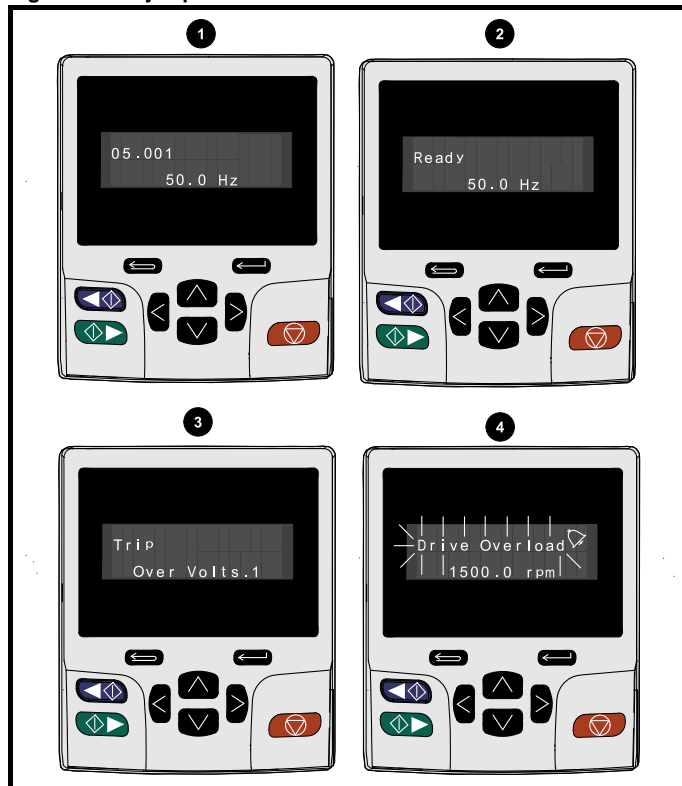 1
05.001
50.0 Hz
2
Ready
50.0 Hz
3
Trip
Over Volts.1
4
Drive Overload
1500.0 rpm